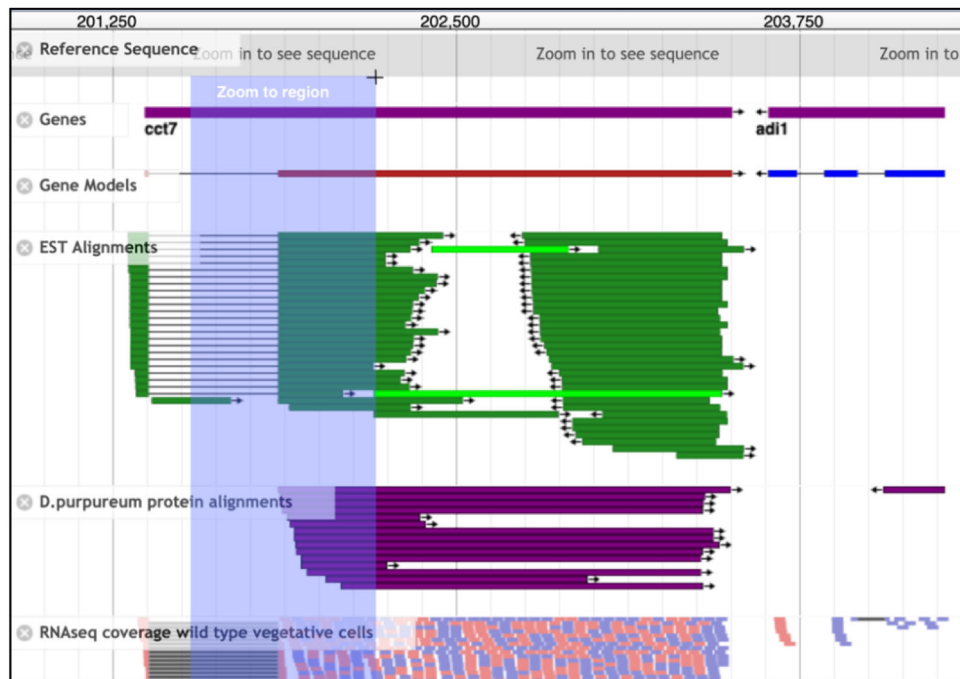 201,250 202,500 203,750
Reference Sequence Zoom in to see sequence Zoom in to see sequence Zoom in to
Zoom to region
Genes
cct7 adi1
Gene Models
EST Alignments
D.purpureum protein alignments
RNAseq coverage wild type vegetative cells